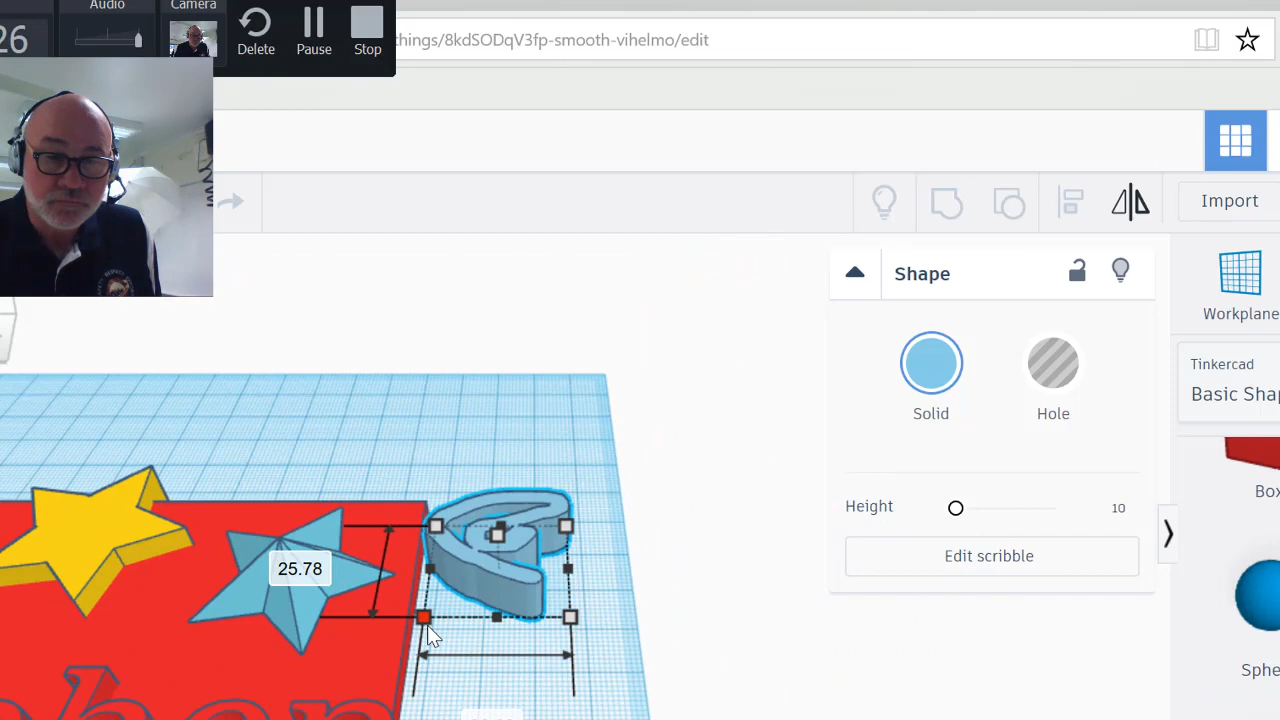 Audio
Camera
26
Delete
Pause
Stop
hings/8kdSODqV3fp-smooth-vihelmo/edit
Import
Shape
Workplane
Solid
Hole
Tinkercad
Basic Shap
Height
10
Box
Edit scribble
25.78
Sphe